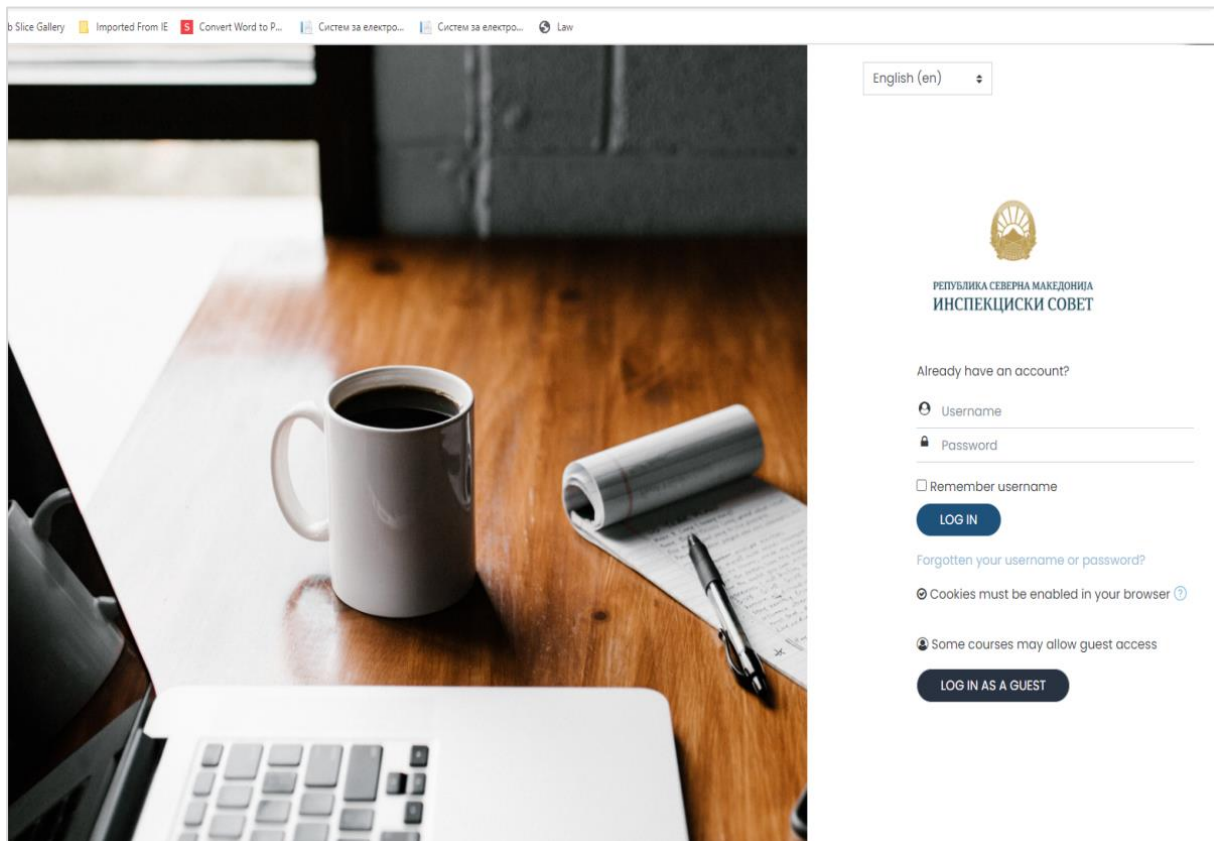 b Slice Gallery Imported From IE S Convert Word to P... Систем за електро... Систем за електро... Law
English (en)
РЕПУБЛИКА СЕВЕРНА МАКЕДОНИЈА
ИНСПЕКЦИСКИ СОВЕТ
Already have an account?
Username
Password
Remember username
LOG IN
Forgotten your username or password?
Cookies must be enabled in your browser ?
Some courses may allow guest access
LOG IN AS A GUEST